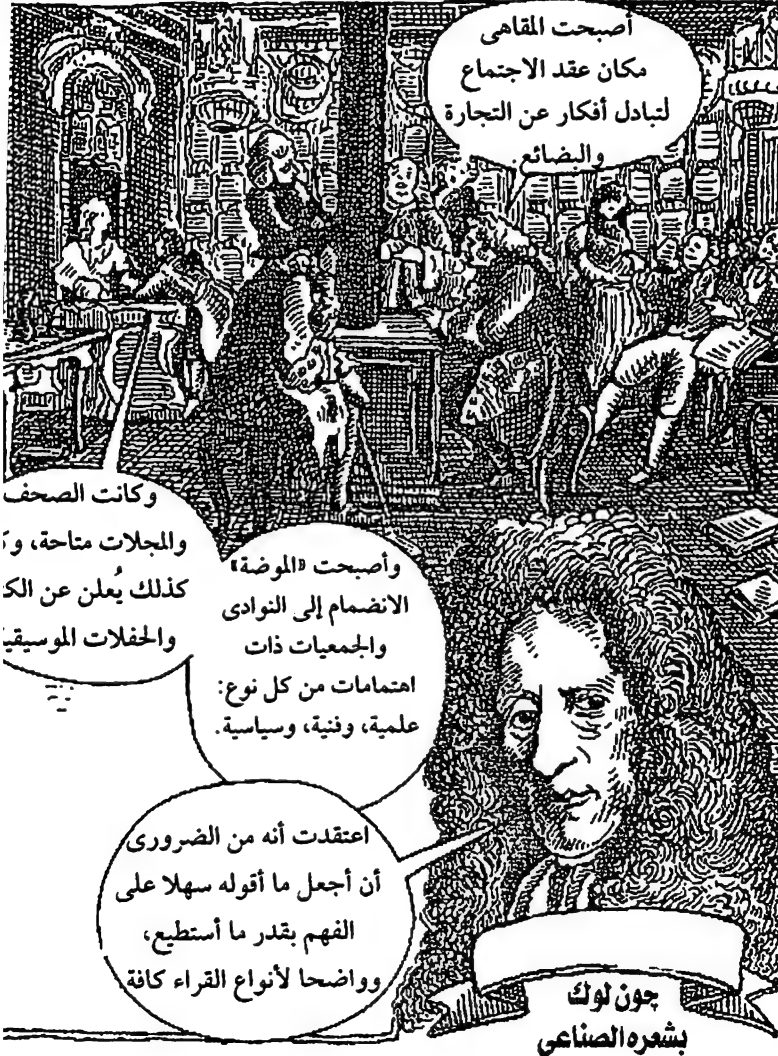 أصبحت المقاهى
مكان عقد الاجتماع
لتبادل أفكار عن التجارة
والبضائع.
وكانت الصحف
والمجلات متاحة،
كذلك يُعلن عن
والحفلات
وأصبحت «الموضة»
الانضمام إلى النوادى
والجمعيات ذات
اهتمامات من كل نوع:
علمية، وفنية، وسياسية.
اعتقدت أنه من الضرورى
أن أجعل ما أقوله سهلا على
الفهم بقدر ما أستطيع،
وواضحا لأنواع القراء كافة
چون لوك
بشعره الصناعى